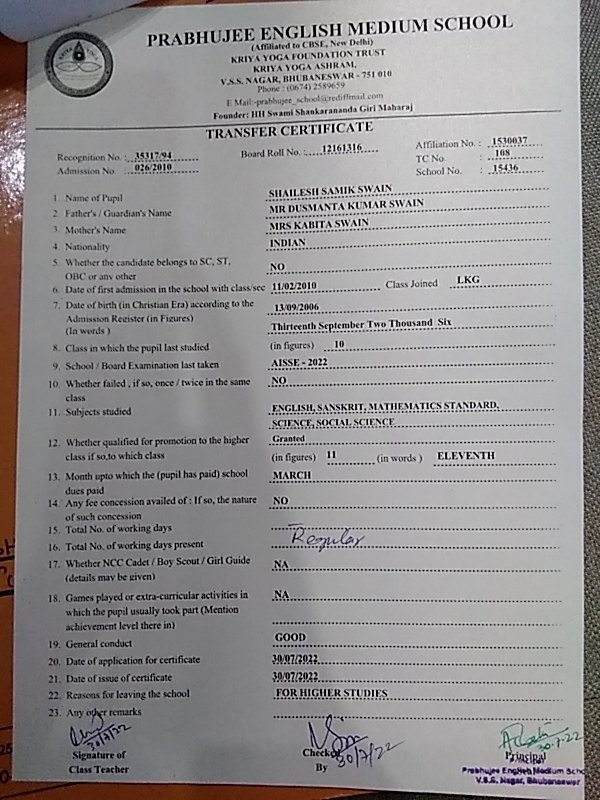 KRIYA YOGA
PRABHUJEE ENGLISH MEDIUM SCHOOL
(Affiliated to CBSE, New Delhi)
KRIYA YOGA FOUNDATION TRUST
KRIYA YOGA ASHRAM,
V.S.S. NAGAR, BHUBANESWAR - 751 010
Phone : (0674) 2589659
E Mail:-prabhujee_school@rediffmail.com
Founder: HH Swami Shankarananda Giri Maharaj
TRANSFER CERTIFICATE
Recognition No. : 35317/94 Board Roll No. : 12161316 Affiliation No. : 1530037
Admission No. : 026/2010 TC No. : 108
School No. : 15436
1. Name of Pupil SHAILESH SAMIK SWAIN
2. Father's / Guardian's Name MR DUSMANTA KUMAR SWAIN
3. Mother's Name MRS KABITA SWAIN
4. Nationality INDIAN
5. Whether the candidate belongs to SC, ST,
OBC or any other NO
6. Date of first admission in the school with class/sec 11/02/2010 Class Joined LKG
7. Date of birth (in Christian Era) according to the
Admission Register (in Figures) 13/09/2006
(In words ) Thirteenth September Two Thousand Six
8. Class in which the pupil last studied (in figures) 10
9. School / Board Examination last taken AISSE - 2022
10. Whether failed , if so, once / twice in the same NO
class
11. Subjects studied ENGLISH, SANSKRIT, MATHEMATICS STANDARD,
SCIENCE, SOCIAL SCIENCE
12. Whether qualified for promotion to the higher Granted
class if so,to which class (in figures) 11 (in words ) ELEVENTH
13. Month upto which the (pupil has paid) school MARCH
dues paid
14. Any fee concession availed of : If so, the nature NO
of such concession
15. Total No. of working days
16. Total No. of working days present Regular
17. Whether NCC Cadet / Boy Scout / Girl Guide NA
(details may be given)
18. Games played or extra-curricular activities in NA
which the pupil usually took part (Mention
achievement level there in)
19. General conduct GOOD
20. Date of application for certificate 30/07/2022
21. Date of issue of certificate 30/07/2022
22. Reasons for leaving the school FOR HIGHER STUDIES
23. Any other remarks
30/7/22 30/7/22 30.7.22
Signature of Checked Principal
Class Teacher By
Prabhujee English Medium Scho
V.S.S. Nagar, Bhubaneswar